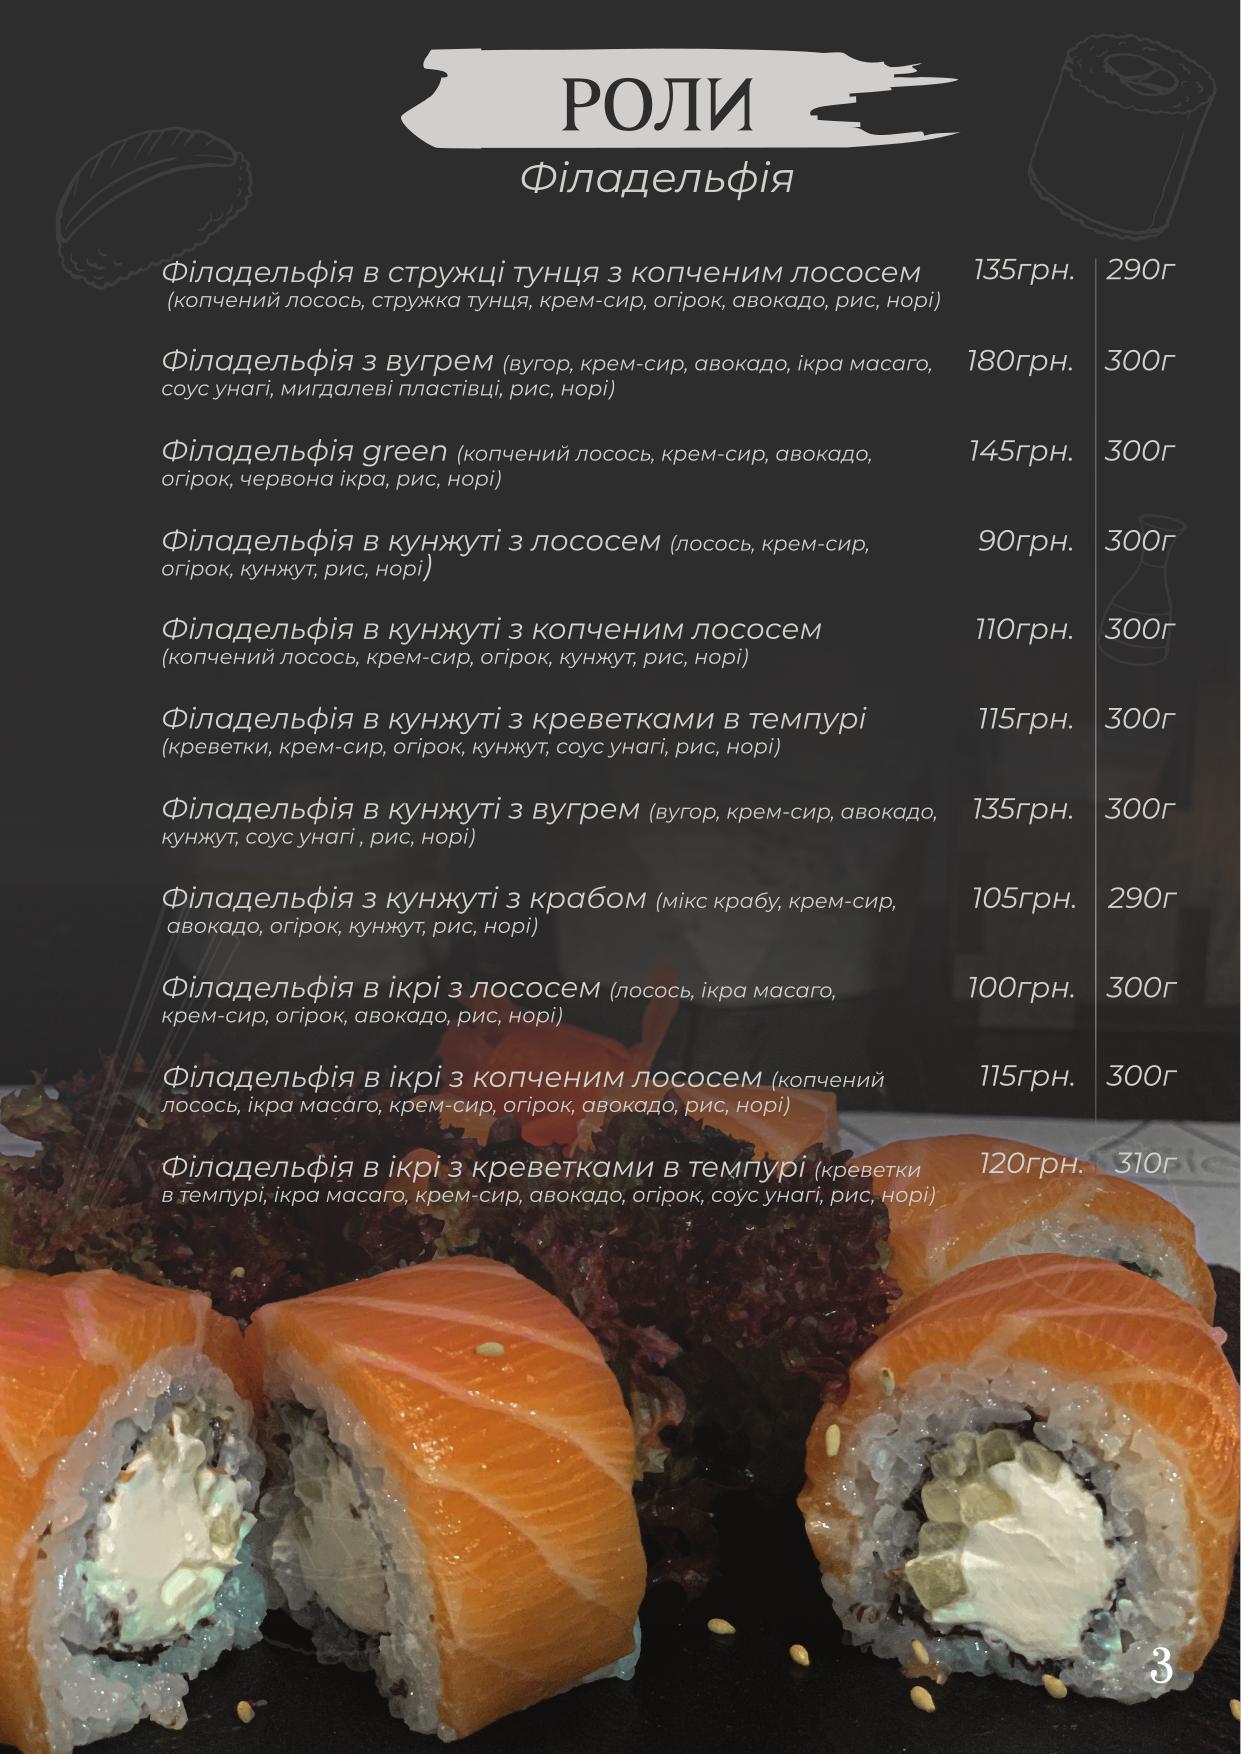 РОЛИ
Філадельфія
Філадельфія в стружці тунця з копченим лососем 135грн. 290г
(копчений лосось, стружка тунця, крем-сир, огірок, авокадо, рис, норі)
Філадельфія з вугрем (вугор, крем-сир, авокадо, ікра масаго, 180грн. 300г
соус унагі, мигдалеві пластівці, рис, норі)
Філадельфія green (копчений лосось, крем-сир, авокадо, 145грн. 300г
огірок, червона ікра, рис, норі)
Філадельфія в кунжуті з лососем (лосось, крем-сир, 90грн. 300г
огірок, кунжут, рис, норі)
Філадельфія в кунжуті з копченим лососем 110грн. 300г
(копчений лосось, крем-сир, огірок, кунжут, рис, норі)
Філадельфія в кунжуті з креветками в темпурі 115грн. 300г
(креветки, крем-сир, огірок, кунжут, соус унагі, рис, норі)
Філадельфія в кунжуті з вугрем (вугор, крем-сир, авокадо, 135грн. 300г
кунжут, соус унагі , рис, норі)
Філадельфія з кунжуті з крабом (мікс крабу, крем-сир, 105грн. 290г
авокадо, огірок, кунжут, рис, норі)
Філадельфія в ікрі з лососем (лосось, ікра масаго, 100грн. 300г
крем-сир, огірок, авокадо, рис, норі)
Філадельфія в ікрі з копченим лососем (копчений 115грн. 300г
лосось, ікра масаго, крем-сир, огірок, авокадо, рис, норі)
Філадельфія в ікрі з креветками в темпурі (креветки 120грн. 310г
в темпурі, ікра масаго, крем-сир, авокадо, огірок, соус унагі, рис, норі)
3